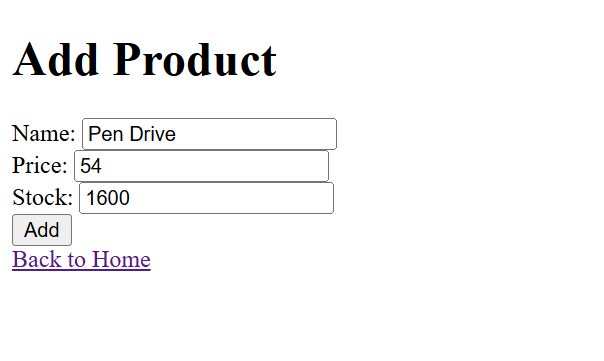 Add Product
Name: Pen Drive
Price: 54
Stock: 1600
Add
Back to Home